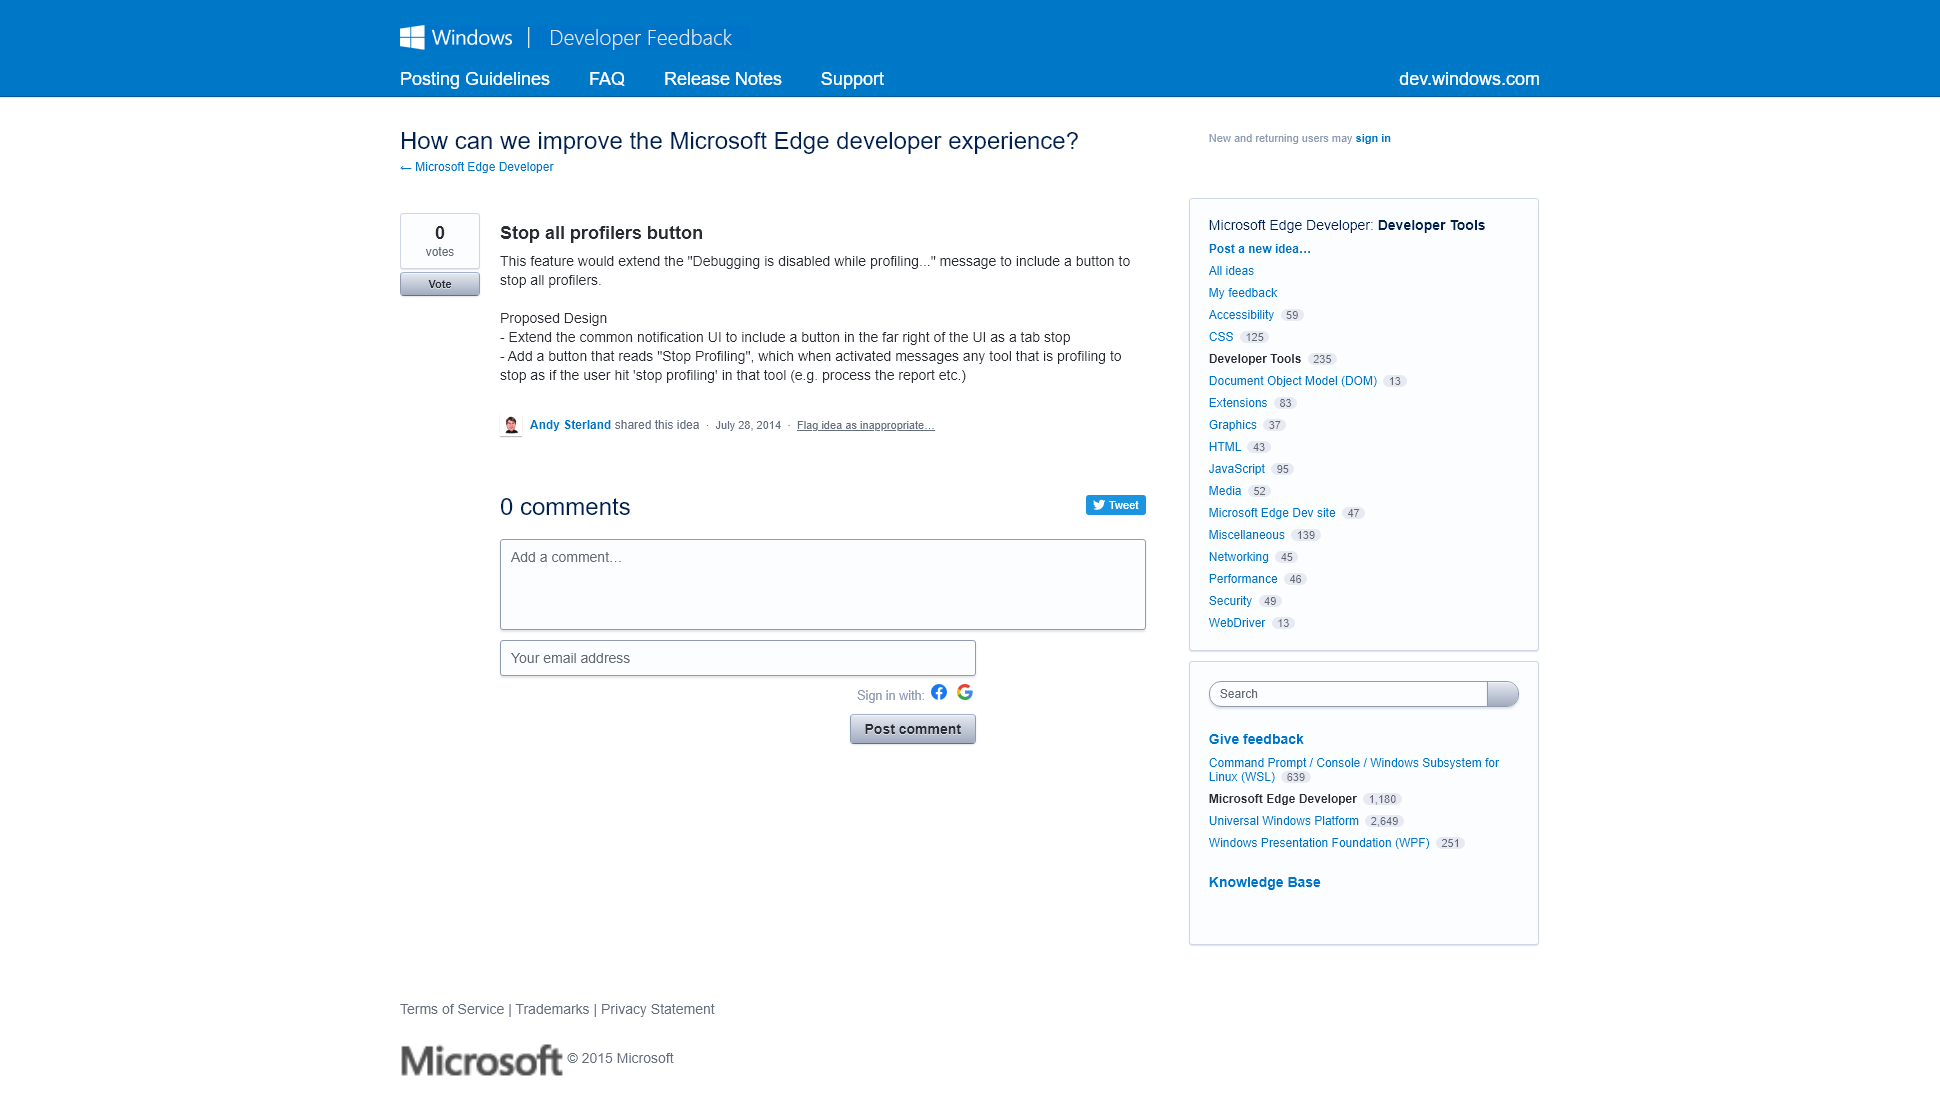 Windows | Developer Feedback
Posting Guidelines FAQ Release Notes Support dev.windows.com
How can we improve the Microsoft Edge developer experience?
← Microsoft Edge Developer
New and returning users may sign in
0
votes
Vote
Stop all profilers button
This feature would extend the "Debugging is disabled while profiling..." message to include a button to
stop all profilers.
Proposed Design
- Extend the common notification UI to include a button in the far right of the UI as a tab stop
- Add a button that reads "Stop Profiling", which when activated messages any tool that is profiling to
stop as if the user hit 'stop profiling' in that tool (e.g. process the report etc.)
Andy Sterland shared this idea · July 28, 2014 · Flag idea as inappropriate…
0 comments
Tweet
Add a comment…
Your email address
Sign in with:
Post comment
Microsoft Edge Developer: Developer Tools
Post a new idea…
All ideas
My feedback
Accessibility 59
CSS 125
Developer Tools 235
Document Object Model (DOM) 13
Extensions 83
Graphics 37
HTML 43
JavaScript 95
Media 52
Microsoft Edge Dev site 47
Miscellaneous 139
Networking 45
Performance 46
Security 49
WebDriver 13
Search
Give feedback
Command Prompt / Console / Windows Subsystem for
Linux (WSL) 639
Microsoft Edge Developer 1,180
Universal Windows Platform 2,649
Windows Presentation Foundation (WPF) 251
Knowledge Base
Terms of Service | Trademarks | Privacy Statement
Microsoft © 2015 Microsoft